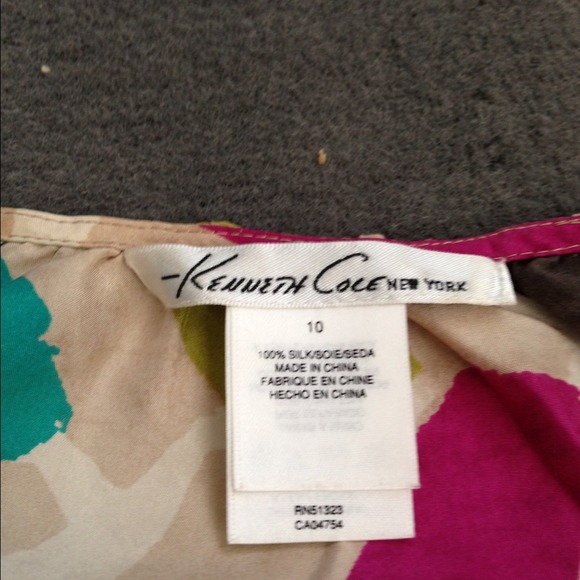 -KENNETH COLE NEW YORK
10
100% SILK/SOIE/SEDA
MADE IN CHINA
FABRIQUE EN CHINE
HECHO EN CHINA
RN51323
CA04754